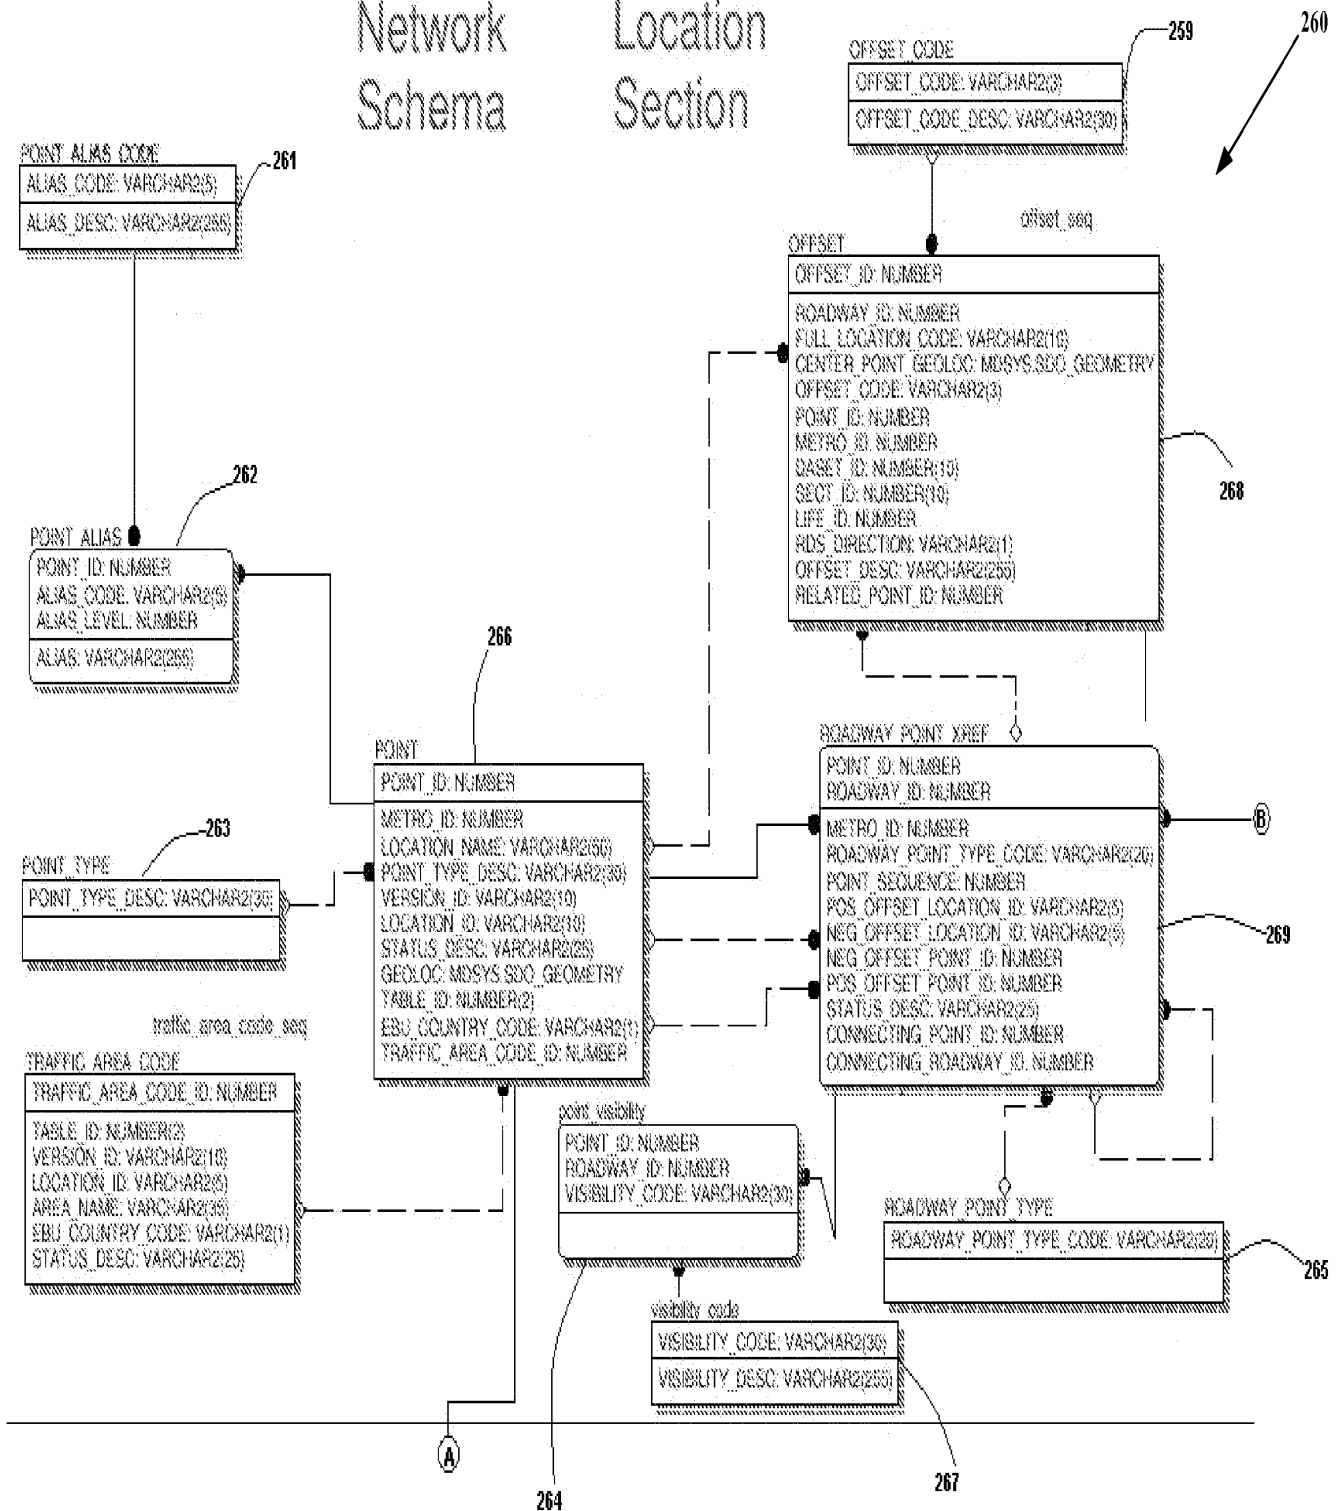 Network
Schema
Location
Section
260
259
OFFSET_CODE
OFFSET_CODE: VARCHAR2(3)
OFFSET_CODE_DESC: VARCHAR2(30)
POINT_ALIAS_CODE
261
ALIAS_CODE: VARCHAR2(5)
ALIAS_DESC: VARCHAR2(255)
offset_seq
OFFSET
OFFSET_ID: NUMBER
ROADWAY_ID: NUMBER
FULL_LOCATION_CODE: VARCHAR2(10)
CENTER_POINT_GEOLOC: MDSYS.SDO_GEOMETRY
OFFSET_CODE: VARCHAR2(3)
POINT_ID: NUMBER
METRO_ID: NUMBER
DASET_ID: NUMBER(10)
SECT_ID: NUMBER(10)
LIFE_ID: NUMBER
RDS_DIRECTION: VARCHAR2(1)
OFFSET_DESC: VARCHAR2(255)
RELATED_POINT_ID: NUMBER
268
262
POINT_ALIAS
POINT_ID: NUMBER
ALIAS_CODE: VARCHAR2(5)
ALIAS_LEVEL: NUMBER
ALIAS: VARCHAR2(255)
266
POINT
POINT_ID: NUMBER
METRO_ID: NUMBER
LOCATION_NAME: VARCHAR2(50)
POINT_TYPE_DESC: VARCHAR2(30)
VERSION_ID: VARCHAR2(10)
LOCATION_ID: VARCHAR2(10)
STATUS_DESC: VARCHAR2(25)
GEOLOC: MDSYS.SDO_GEOMETRY
TABLE_ID: NUMBER(2)
EBU_COUNTRY_CODE: VARCHAR2(1)
TRAFFIC_AREA_CODE_ID: NUMBER
ROADWAY_POINT_XREF
POINT_ID: NUMBER
ROADWAY_ID: NUMBER
METRO_ID: NUMBER
ROADWAY_POINT_TYPE_CODE: VARCHAR2(20)
POINT_SEQUENCE: NUMBER
POS_OFFSET_LOCATION_ID: VARCHAR2(5)
NEG_OFFSET_LOCATION_ID: VARCHAR2(5)
NEG_OFFSET_POINT_ID: NUMBER
POS_OFFSET_POINT_ID: NUMBER
STATUS_DESC: VARCHAR2(25)
CONNECTING_POINT_ID: NUMBER
CONNECTING_ROADWAY_ID: NUMBER
B
269
263
POINT_TYPE
POINT_TYPE_DESC: VARCHAR2(30)
traffic_area_code_seq
TRAFFIC_AREA_CODE
TRAFFIC_AREA_CODE_ID: NUMBER
TABLE_ID: NUMBER(2)
VERSION_ID: VARCHAR2(10)
LOCATION_ID: VARCHAR2(5)
AREA_NAME: VARCHAR2(35)
EBU_COUNTRY_CODE: VARCHAR2(1)
STATUS_DESC: VARCHAR2(25)
point_visibility
POINT_ID: NUMBER
ROADWAY_ID: NUMBER
VISIBILITY_CODE: VARCHAR2(30)
ROADWAY_POINT_TYPE
ROADWAY_POINT_TYPE_CODE: VARCHAR2(20)
265
visibility_code
VISIBILITY_CODE: VARCHAR2(30)
VISIBILITY_DESC: VARCHAR2(255)
A
264
267